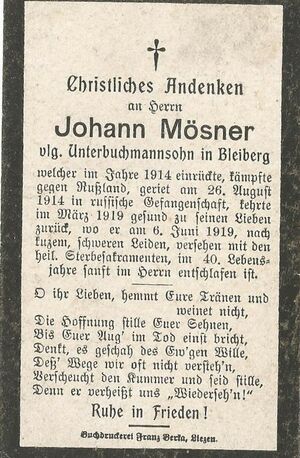 Christliches Andenken
an Herrn
Johann Mösner
vlg. Unterbuchmannsohn in Bleiberg
welcher im Jahre 1914 einrückte, kämpfte
gegen Rußland, geriet am 26. August
1914 in russische Gefangenschaft, kehrte
im März 1919 gesund zu seinen Lieben
zurück, wo er am 6. Juni 1919, nach
kuzem, schweren Leiden, versehen mit den
heil. Sterbesakramenten, im 40. Lebens-
jahre sanft im Herrn entschlafen ist.
O ihr Lieben, hemmt Eure Tränen und
weinet nicht,
Die Hoffnung stille Euer Sehnen,
Bis Euer Aug' im Tod einst bricht,
Denkt, es geschah des Ew'gen Wille,
Deß' Wege wir oft nicht versteh'n,
Verscheucht den Kummer und seid stille,
Denn er verheißt uns „Wiederseh'n!"
Ruhe in Frieden!
Buchdruckerei Franz Berka, Liezen.